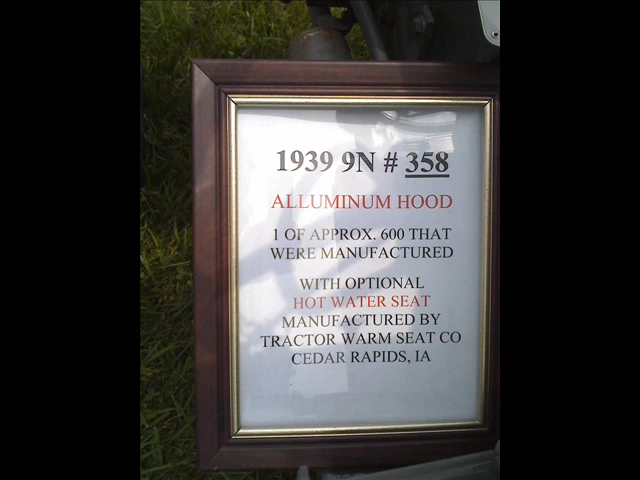 1939 9N # 358
ALLUMINUM HOOD
1 OF APPROX. 600 THAT
WERE MANUFACTURED
WITH OPTIONAL
HOT WATER SEAT
MANUFACTURED BY
TRACTOR WARM SEAT CO
CEDAR RAPIDS, IA